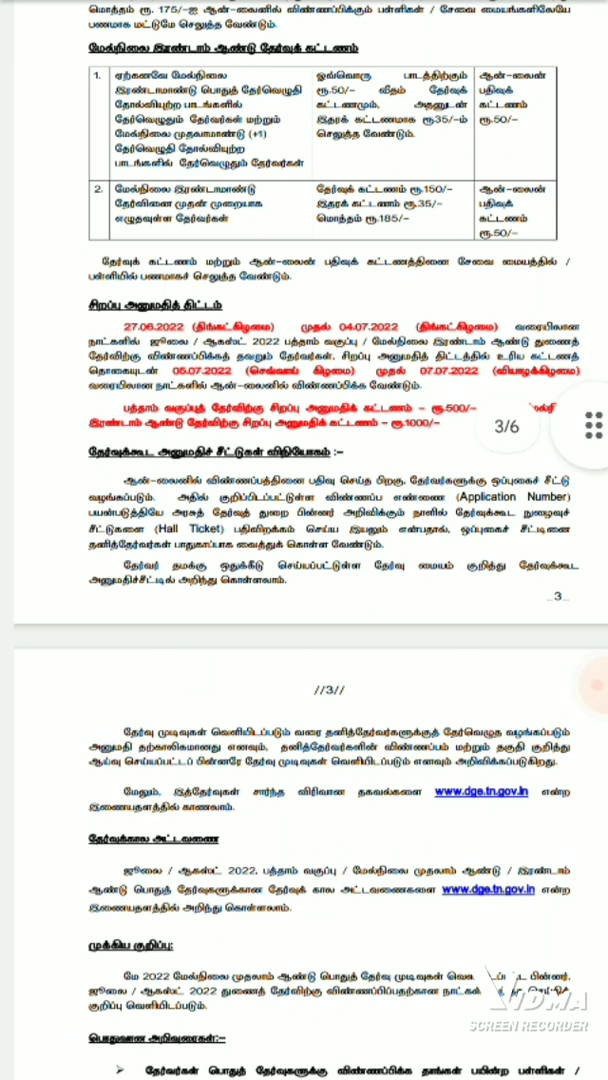 மொத்தம் ரூ. 175/-ஐ ஆன்-லைனில் விண்ணப்பிக்கும் பள்ளிகள் / சேவை மையங்களிலேயே
பணமாக மட்டுமே செலுத்த வேண்டும்.
மேல்நிலை இரண்டாம் ஆண்டு தேர்வுக் கட்டணம்
1. ஏற்கனவே மேல்நிலை இரண்டாமாண்டு பொதுத் தேர்வெழுதி தோல்வியுற்ற பாடங்களில் தேர்வெழுதும் தேர்வர்கள் மற்றும் மேல்நிலை முதலாமாண்டு (+1) தேர்வெழுதி தோல்வியுற்ற பாடங்களில் தேர்வெழுதும் தேர்வர்கள்
ஒவ்வொரு பாடத்திற்கும் ரூ.50/- வீதம் தேர்வுக் கட்டணமும், அதனுடன் இதரக் கட்டணமாக ரூ35/-ம் செலுத்த வேண்டும்.
ஆன்-லைன் பதிவுக் கட்டணம் ரூ.50/-
2. மேல்நிலை இரண்டாமாண்டு தேர்வினை முதன் முறையாக எழுதவுள்ள தேர்வர்கள்
தேர்வுக் கட்டணம் ரூ.150/- இதரக் கட்டணம் ரூ.35/- மொத்தம் ரூ.185/-
ஆன்-லைன் பதிவுக் கட்டணம் ரூ.50/-
தேர்வுக் கட்டணம் மற்றும் ஆன்-லைன் பதிவுக் கட்டணத்தினை சேவை மையத்தில் /
பள்ளியில் பணமாகச் செலுத்த வேண்டும்.
சிறப்பு அனுமதித் திட்டம்
27.06.2022 (திங்கட்கிழமை) முதல் 04.07.2022 (திங்கட்கிழமை) வரையிலான
நாட்களில் ஜூலை / ஆகஸ்ட் 2022 பத்தாம் வகுப்பு / மேல்நிலை இரண்டாம் ஆண்டு துணைத்
தேர்விற்கு விண்ணப்பிக்கத் தவறும் தேர்வர்கள், சிறப்பு அனுமதித் திட்டத்தில் உரிய கட்டணத்
தொகையுடன் 05.07.2022 (செவ்வாய் கிழமை) முதல் 07.07.2022 (வியாழக்கிழமை)
வரையிலான நாட்களில் ஆன்-லைனில் விண்ணப்பிக்க வேண்டும்.
பத்தாம் வகுப்புத் தேர்விற்கு சிறப்பு அனுமதிக் கட்டணம் – ரூ.500/-
இரண்டாம் ஆண்டு தேர்விற்கு சிறப்பு அனுமதிக் கட்டணம் – ரூ.1000/-
3/6
தேர்வுக்கூட அனுமதிச் சீட்டுகள் விநியோகம் :-
ஆன்-லைனில் விண்ணப்பத்தினை பதிவு செய்த பிறகு, தேர்வர்களுக்கு ஒப்புகைச் சீட்டு
வழங்கப்படும். அதில் குறிப்பிடப்பட்டுள்ள விண்ணப்ப எண்ணை (Application Number)
பயன்படுத்தியே அரசுத் தேர்வுத் துறை பின்னர் அறிவிக்கும் நாளில் தேர்வுக்கூட நுழைவுச்
சீட்டுகளை (Hall Ticket) பதிவிறக்கம் செய்ய இயலும் என்பதால், ஒப்புகைச் சீட்டினை
தனித்தேர்வர்கள் பாதுகாப்பாக வைத்துக் கொள்ள வேண்டும்.
தேர்வர் தமக்கு ஒதுக்கீடு செய்யப்பட்டுள்ள தேர்வு மையம் குறித்து தேர்வுக்கூட
அனுமதிச்சீட்டில் அறிந்து கொள்ளலாம்.
..3..
//3//
தேர்வு முடிவுகள் வெளியிடப்படும் வரை தனித்தேர்வர்களுக்குத் தேர்வெழுத வழங்கப்படும்
அனுமதி தற்காலிகமானது எனவும், தனித்தேர்வர்களின் விண்ணப்பம் மற்றும் தகுதி குறித்து
ஆய்வு செய்யப்பட்டப் பின்னரே தேர்வு முடிவுகள் வெளியிடப்படும் எனவும் அறிவிக்கப்படுகிறது.
மேலும், இத்தேர்வுகள் சார்ந்த விரிவான தகவல்களை www.dge.tn.gov.in என்ற
இணையதளத்தில் காணலாம்.
தேர்வுக்கால அட்டவணை
ஜூலை / ஆகஸ்ட் 2022, பத்தாம் வகுப்பு / மேல்நிலை முதலாம் ஆண்டு / இரண்டாம்
ஆண்டு பொதுத் தேர்வுகளுக்கான தேர்வுக் கால அட்டவணைகளை www.dge.tn.gov.in என்ற
இணையதளத்தில் அறிந்து கொள்ளலாம்.
முக்கிய குறிப்பு:
மே 2022 மேல்நிலை முதலாம் ஆண்டு பொதுத் தேர்வு முடிவுகள் பின்னர்,
ஜூலை / ஆகஸ்ட் 2022 துணைத் தேர்விற்கு விண்ணப்பிப்பதற்கான
குறிப்பு வெளியிடப்படும்.
VIDMA
SCREEN RECORDER
பொதுவான அறிவுரைகள்:-
➢ தேர்வர்கள் பொதுத் தேர்வுகளுக்கு விண்ணப்பிக்க தாங்கள் பயின்ற பள்ளிகள் /